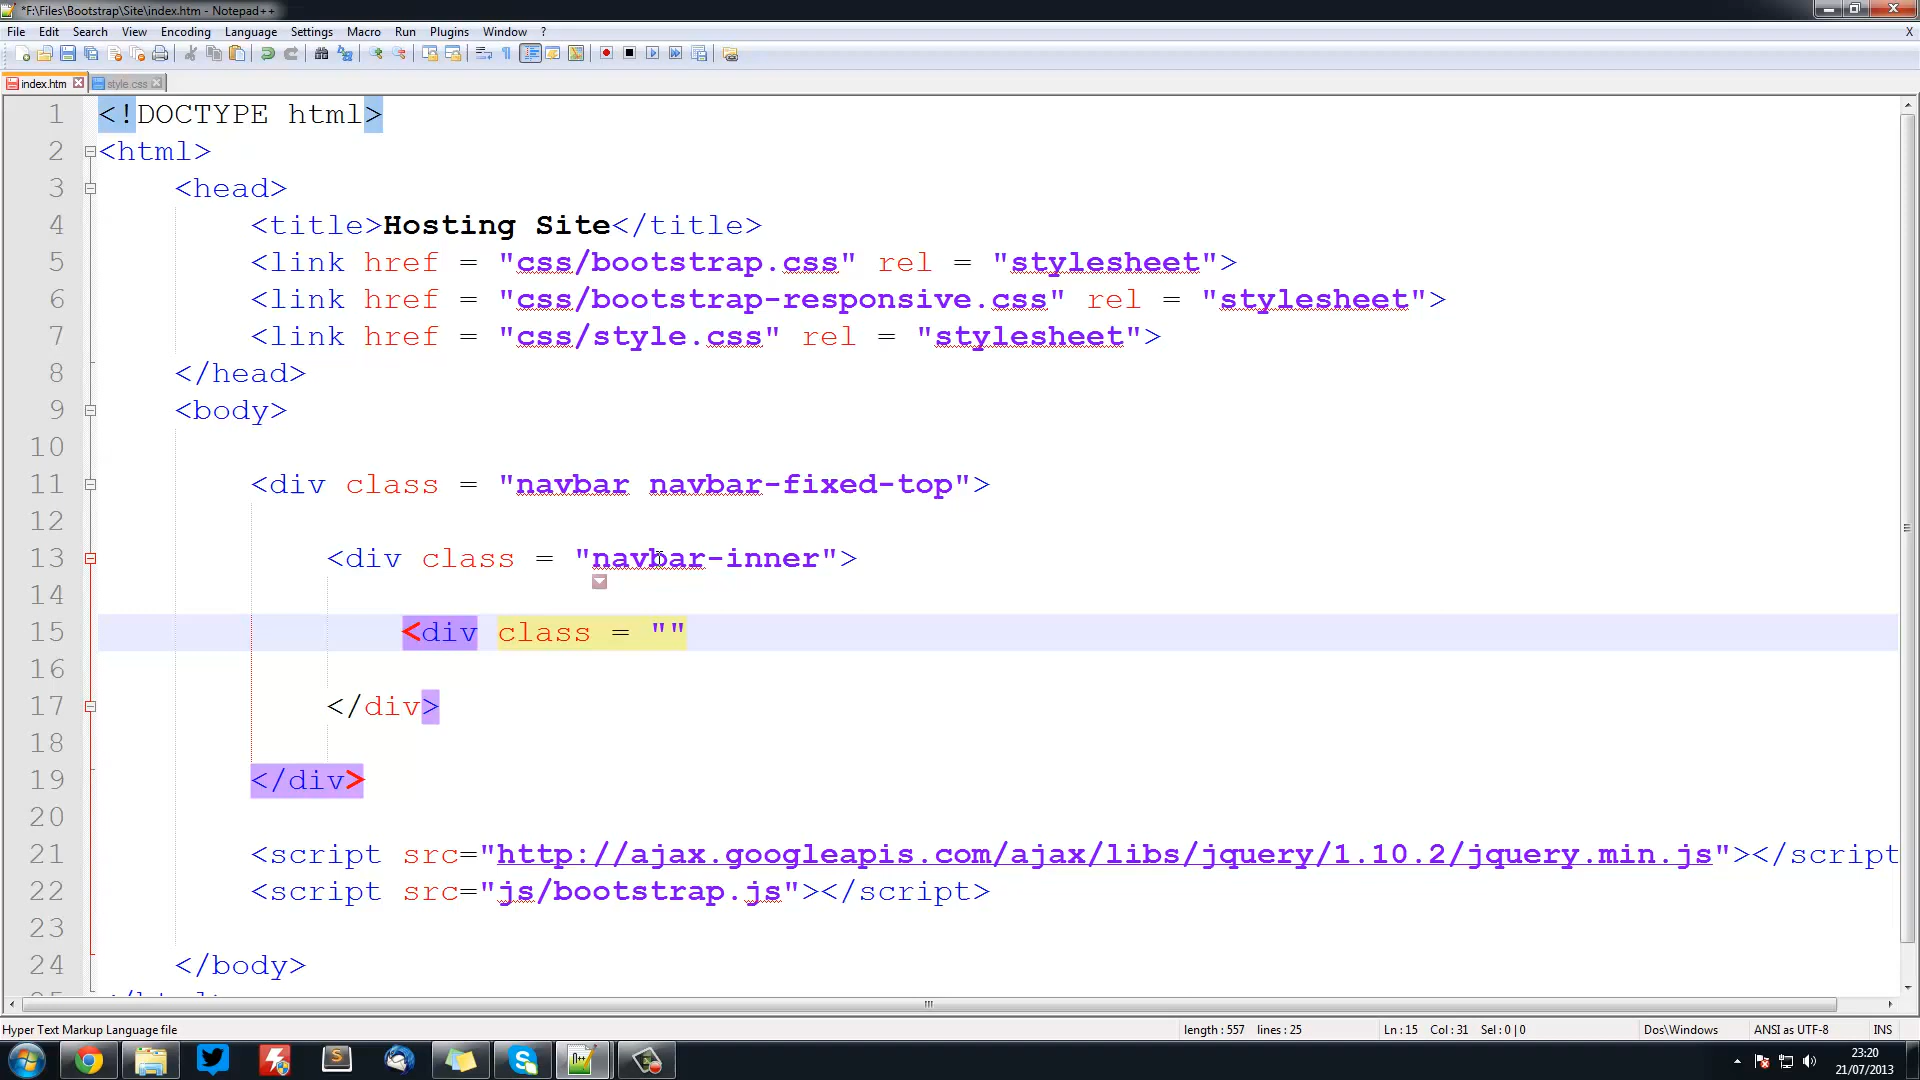 *F:\Files\Bootstrap\Site\index.htm - Notepad++
File Edit Search View Encoding Language Settings Macro Run Plugins Window ? X
index.htm style.css
1 <!DOCTYPE html>
2 <html>
3 <head>
4 <title>Hosting Site</title>
5 <link href = "css/bootstrap.css" rel = "stylesheet">
6 <link href = "css/bootstrap-responsive.css" rel = "stylesheet">
7 <link href = "css/style.css" rel = "stylesheet">
8 </head>
9 <body>
10
11 <div class = "navbar navbar-fixed-top">
12
13 <div class = "navbar-inner">
14
15 <div class = ""
16
17 </div>
18
19 </div>
20
21 <script src="http://ajax.googleapis.com/ajax/libs/jquery/1.10.2/jquery.min.js"></script
22 <script src="js/bootstrap.js"></script>
23
24 </body>
Hyper Text Markup Language file length : 557 lines : 25 Ln : 15 Col : 31 Sel : 0 | 0 Dos\Windows ANSI as UTF-8 INS
23:20
21/07/2013